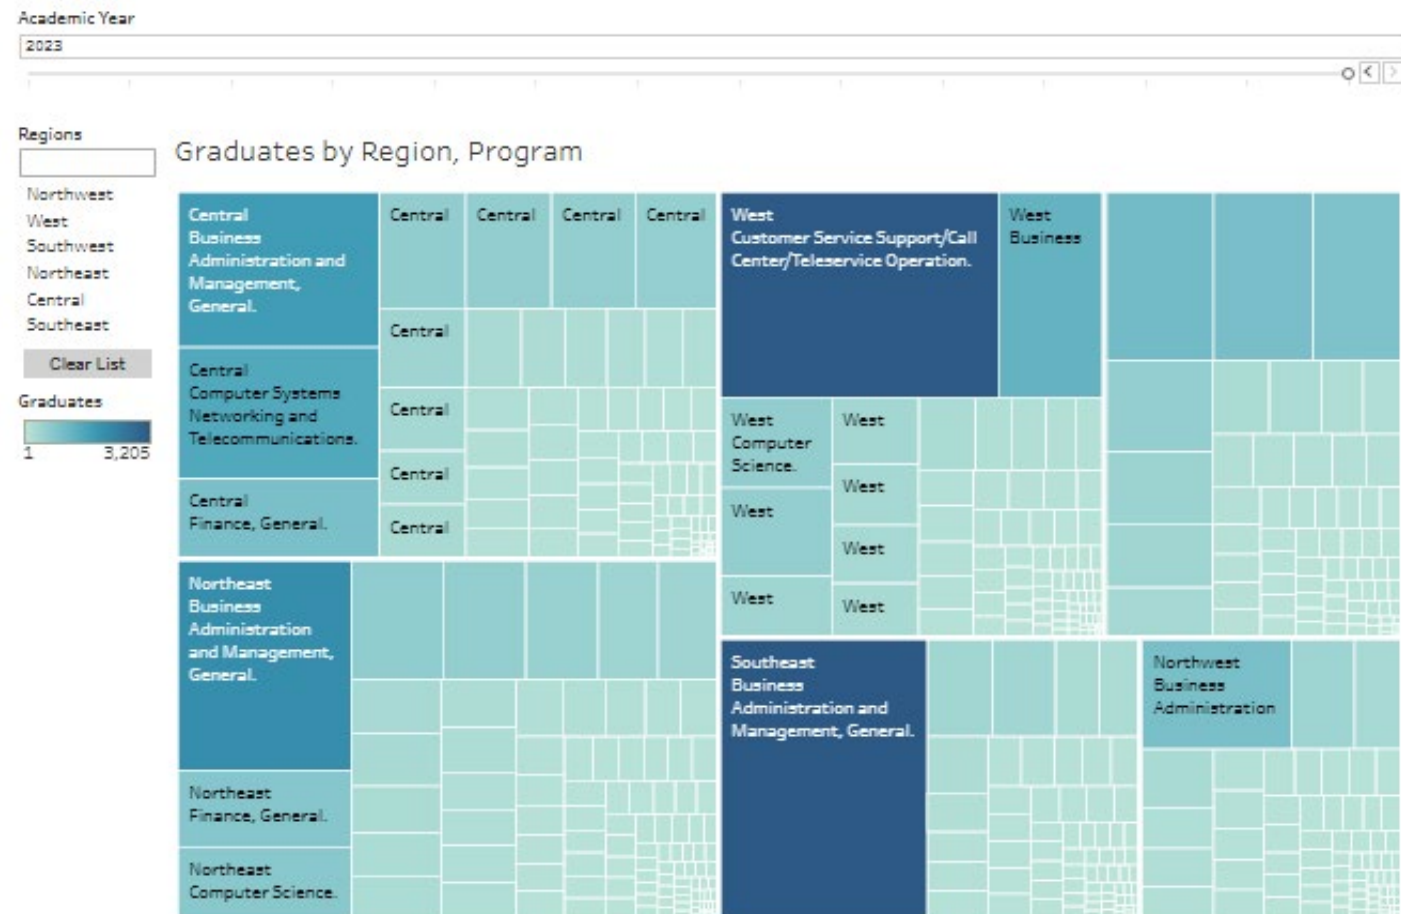 Academic Year
2023
Regions
Northwest
West
Southwest
Northeast
Central
Southeast
Clear List
Graduates
1 3,205
Graduates by Region, Program
Central
Business
Administration and
Management,
General.
Central
Central
Central
Central
Central
Computer Systems
Networking and
Telecommunications.
Central
Central
Central
Central
Finance, General.
Central
West
Customer Service Support/Call
Center/Teleservice Operation.
West
Business
West
Computer
Science.
West
West
West
West
West
West
Northeast
Business
Administration
and Management,
General.
Northeast
Finance, General.
Northeast
Computer Science.
Southeast
Business
Administration and
Management, General.
Northwest
Business
Administration